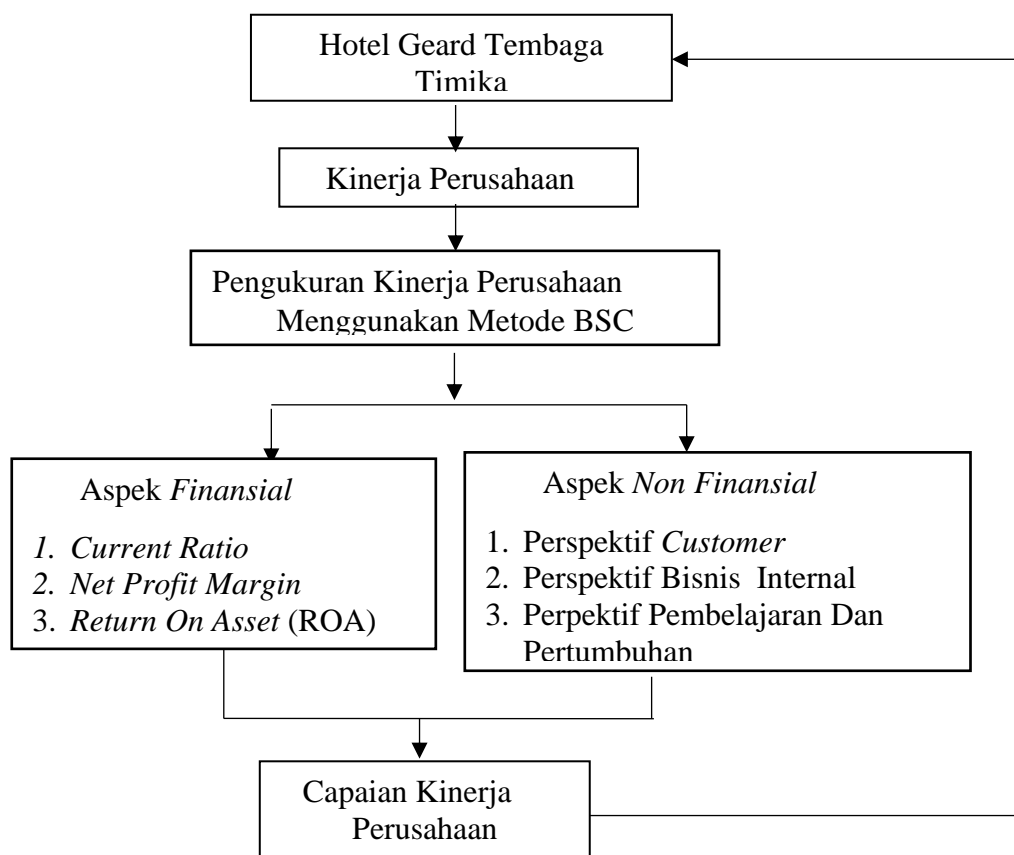 Hotel Geard Tembaga
Timika
Kinerja Perusahaan
Pengukuran Kinerja Perusahaan
Menggunakan Metode BSC
Aspek Finansial
1. Current Ratio
2. Net Profit Margin
3. Return On Asset (ROA)
Aspek Non Finansial
1. Perspektif Customer
2. Perspektif Bisnis Internal
3. Perpektif Pembelajaran Dan
Pertumbuhan
Capaian Kinerja
Perusahaan